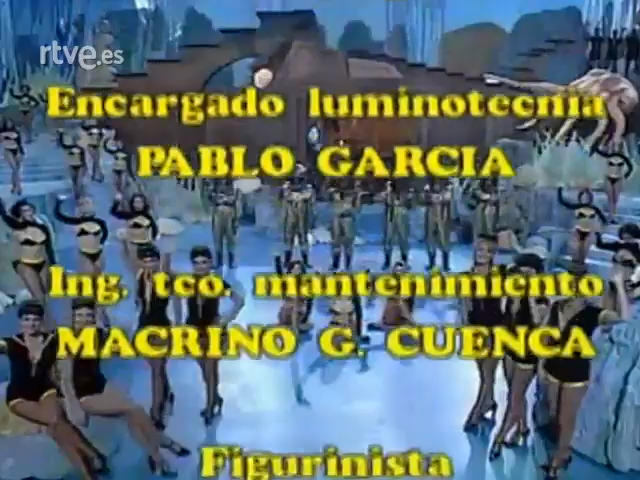 rtve.es
Encargado luminotecnia
PABLO GARCIA
Ing. tco. mantenimiento
MACRINO G. CUENCA
Figurinista